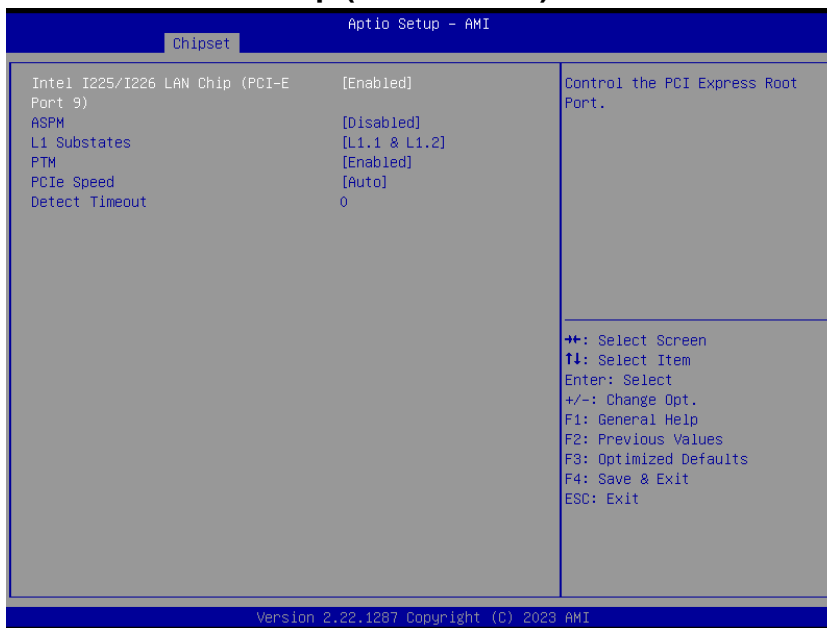 Aptio Setup – AMI
Chipset
Intel I225/I226 LAN Chip (PCI-E [Enabled]
Port 9)
ASPM [Disabled]
L1 Substates [L1.1 & L1.2]
PTM [Enabled]
PCIe Speed [Auto]
Detect Timeout 0
Control the PCI Express Root
Port.
→←: Select Screen
↑↓: Select Item
Enter: Select
+/-: Change Opt.
F1: General Help
F2: Previous Values
F3: Optimized Defaults
F4: Save & Exit
ESC: Exit
Version 2.22.1287 Copyright (C) 2023 AMI